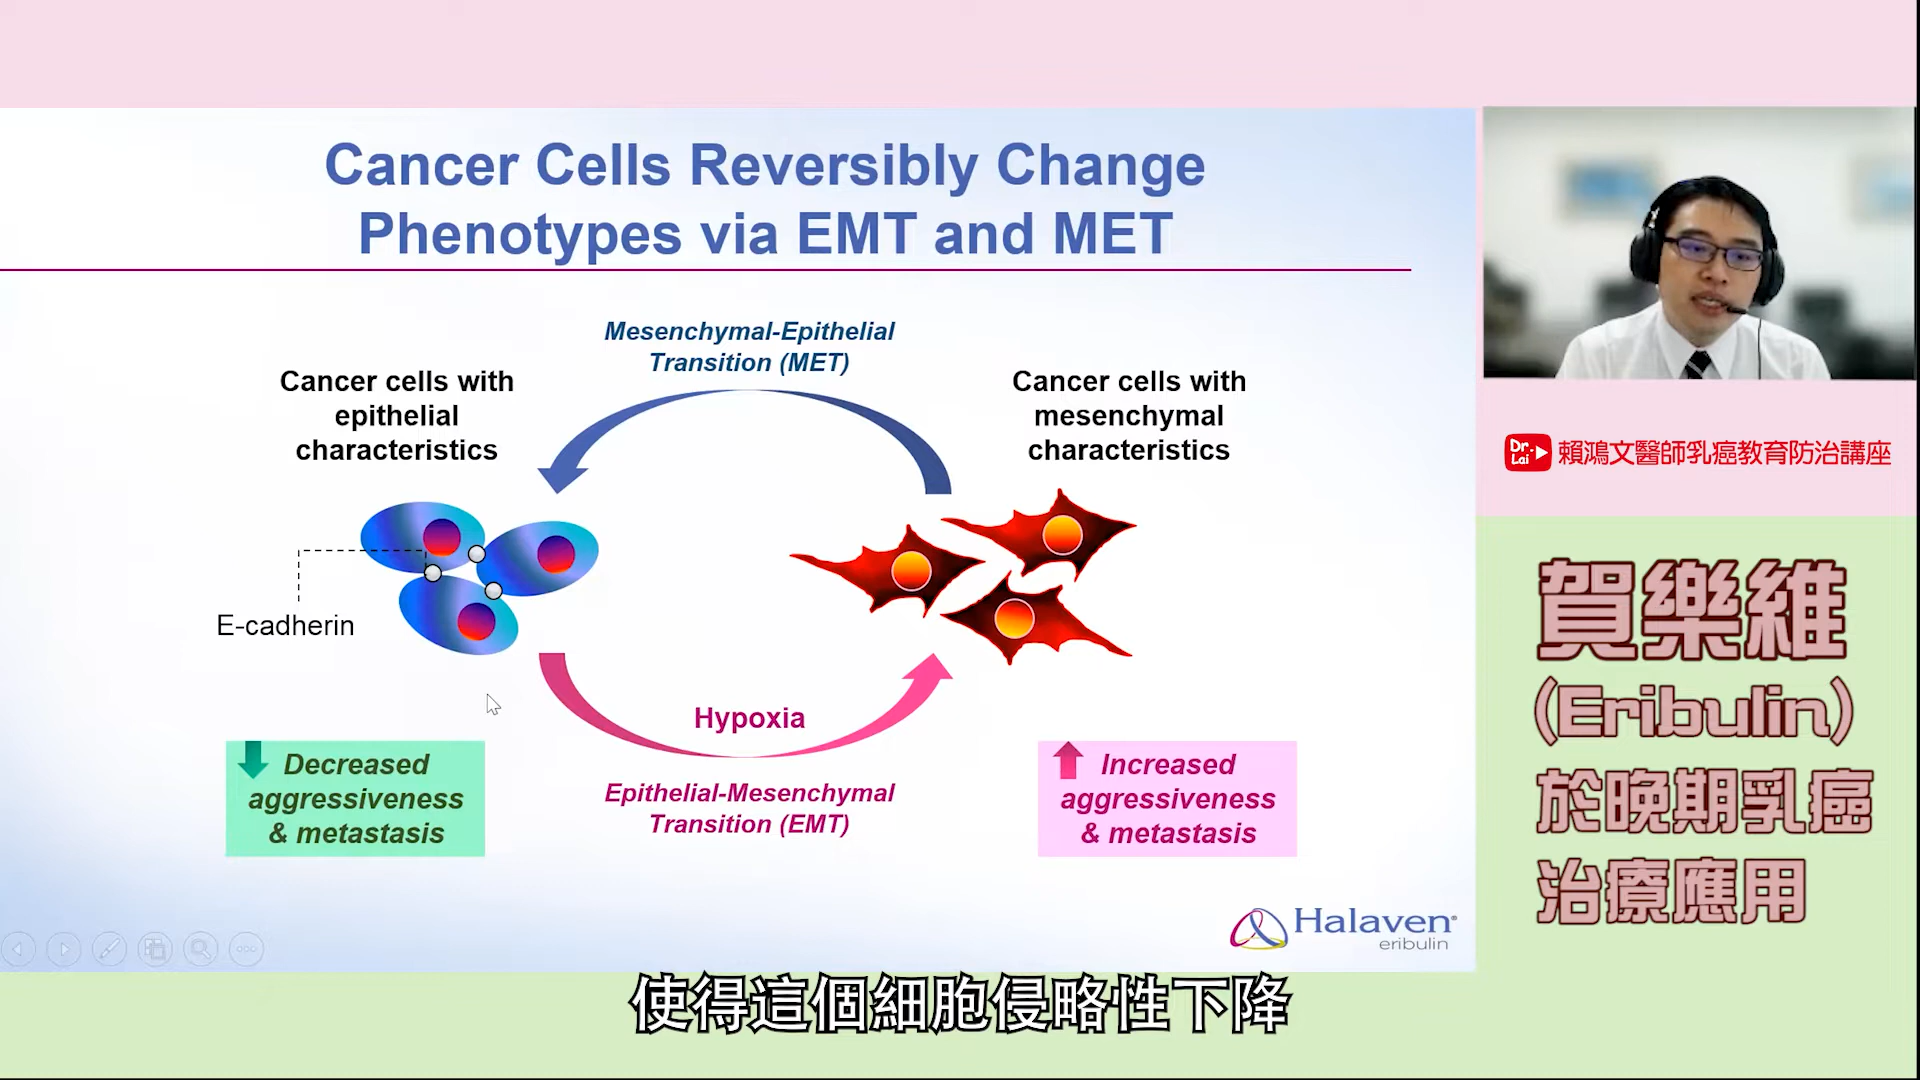 Cancer Cells Reversibly Change
Phenotypes via EMT and MET
Mesenchymal-Epithelial
Transition (MET)
Cancer cells with
epithelial
characteristics
Cancer cells with
mesenchymal
characteristics
E-cadherin
Hypoxia
Epithelial-Mesenchymal
Transition (EMT)
Decreased
aggressiveness
& metastasis
Increased
aggressiveness
& metastasis
Halaven®
eribulin
Dr.
Lai
賴鴻文醫師乳癌教育防治講座
賀樂維
(Eribulin)
於晚期乳癌
治療應用
使得這個細胞侵略性下降